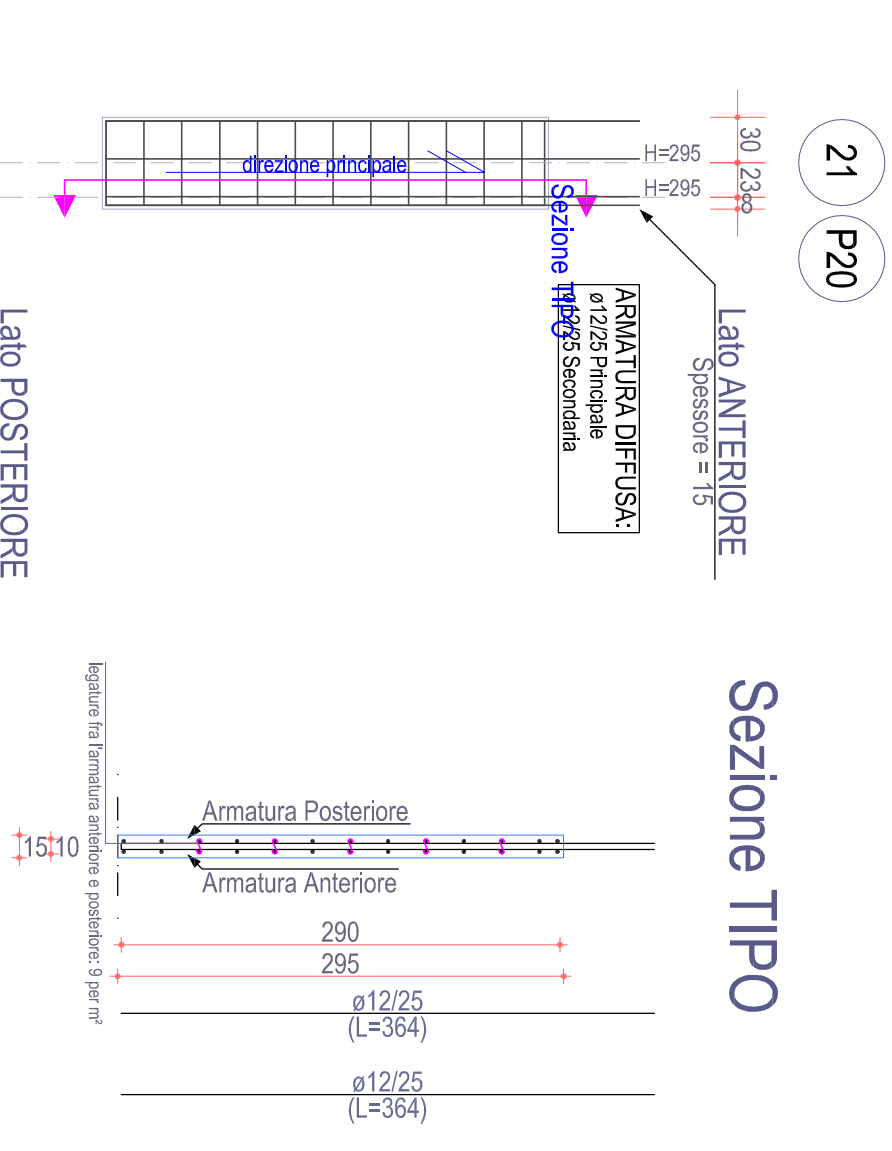 21
P20
30
23
8
8
H=295
H=295
direzione principale
Sezione TIPO
ARMATURA DIFFUSA:
ø12/25 Principale
ø12/25 Secondaria
Lato ANTERIORE
Spessore = 15
Lato POSTERIORE
Sezione TIPO
legature fra l'armatura anteriore e posteriore: 9 per m²
Armatura Posteriore
15
10
Armatura Anteriore
290
295
ø12/25
(L=364)
ø12/25
(L=364)